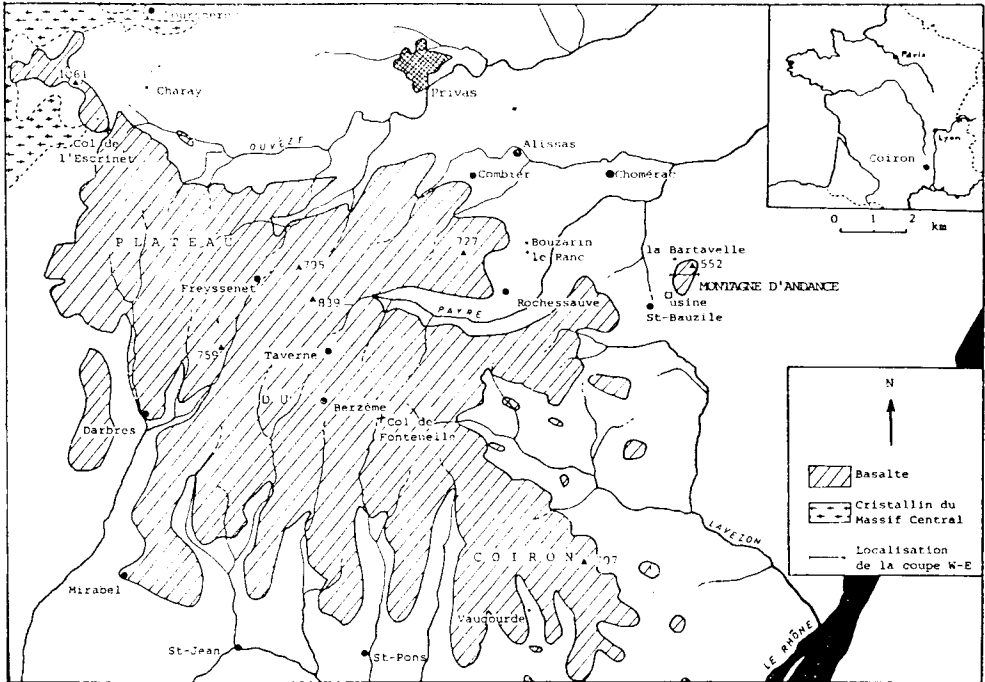 1061
Charay
Privas
Paris
Lyon
Coiron
0 1 2
km
Col de
l'Escrinet
OUVÈZE
Alissas
Combier
Chomérac
PLATEAU
795
727
Bouzarin
le Ranc
la Bartavelle
552
MONTAGNE D'ANDANCE
Freyssenet
839
PAYRE
Rochessauve
usine
St-Bauzile
759
Taverne
DU
Berzème
Col de
Fontenelle
Darbres
N
Basalte
Cristallin du
Massif Central
Localisation
de la coupe W-E
LAVEZON
COIRON
Mirabel
Vaucourde
St-Jean
St-Pons
LE RHÔNE